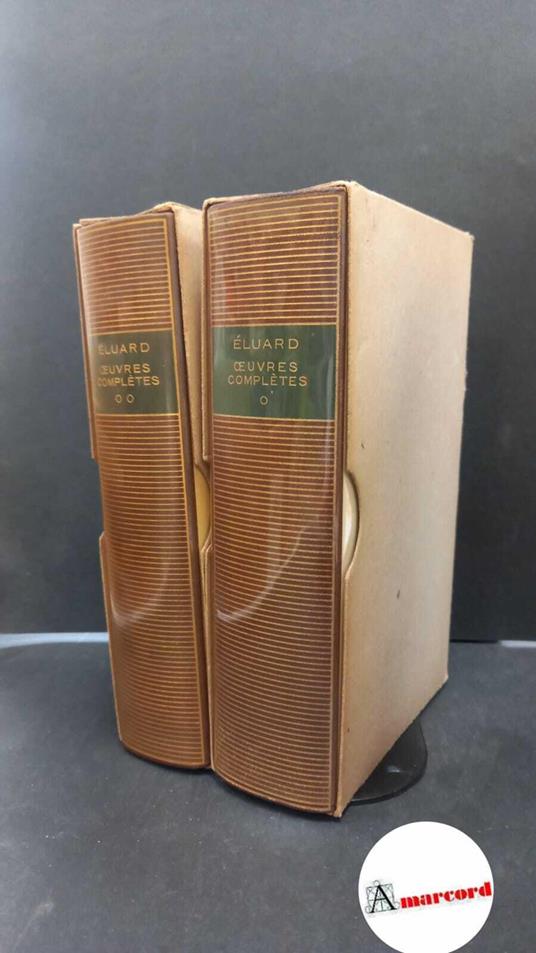 ÉLUARD
ŒUVRES
COMPLÈTES
O O
ÉLUARD
ŒUVRES
COMPLÈTES
O
Amarcord